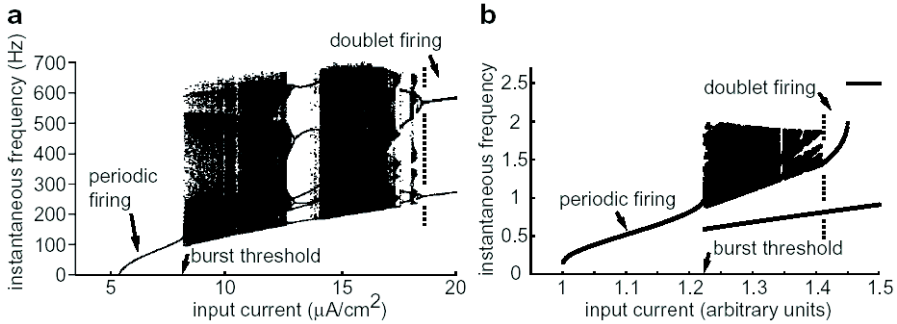 a
instantaneous frequency (Hz)
700
600
500
400
300
200
100
0
5
10
15
20
input current (μA/cm2)
periodic
firing
burst threshold
doublet firing
b
instantaneous frequency
2.5
2
1.5
1
0.5
0
1
1.1
1.2
1.3
1.4
1.5
input current (arbitrary units)
periodic firing
burst threshold
doublet firing